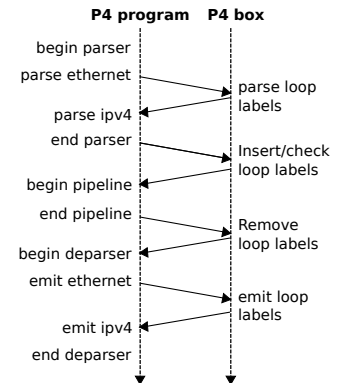 P4 program P4 box
begin parser
parse ethernet
parse loop
labels
parse ipv4
end parser
Insert/check
loop labels
begin pipeline
end pipeline
Remove
loop labels
begin deparser
emit ethernet
emit loop
labels
emit ipv4
end deparser